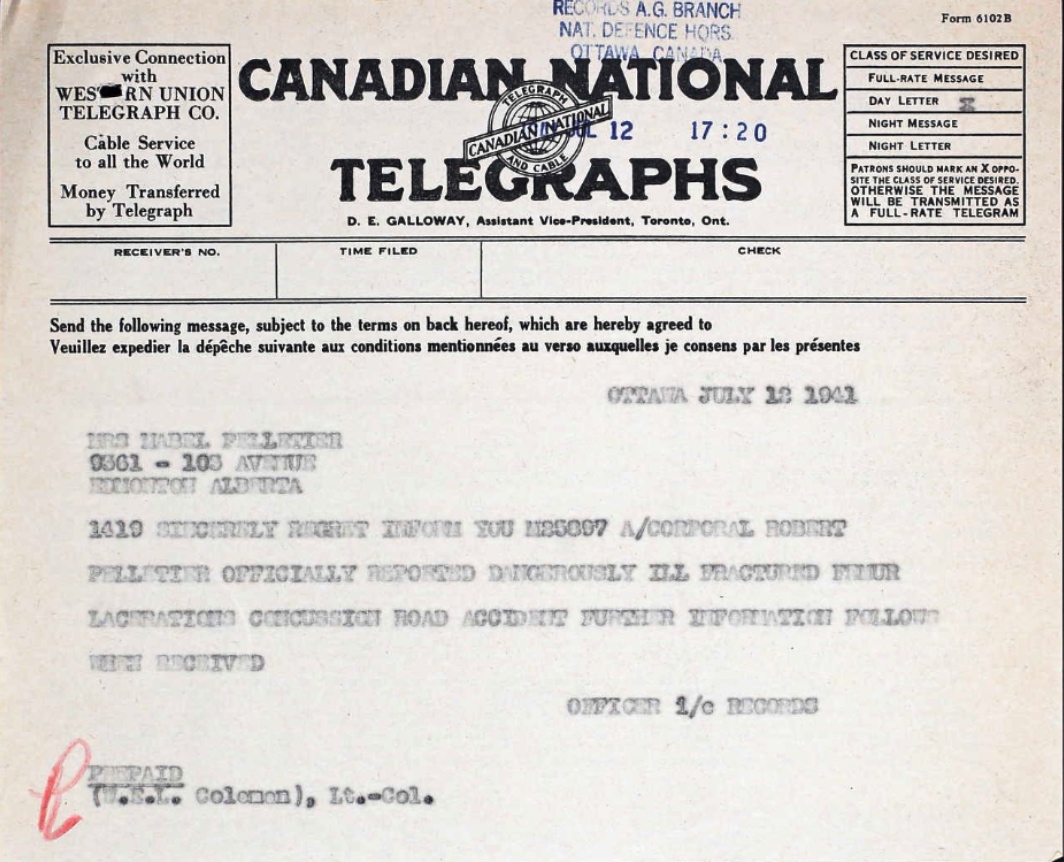 RECORDS A.G. BRANCH
NAT. DEFENCE HQRS.
OTTAWA, CANADA
Form 6102B
Exclusive Connection
with
WESTERN UNION
TELEGRAPH CO.
Cable Service
to all the World
Money Transferred
by Telegraph
CANADIAN NATIONAL
TELEGRAPH
CANADIAN NATIONAL
AND CABLE
JUL 12 17:20
TELEGRAPHS
D. E. GALLOWAY, Assistant Vice-President, Toronto, Ont.
CLASS OF SERVICE DESIRED
FULL-RATE MESSAGE
DAY LETTER X
NIGHT MESSAGE
NIGHT LETTER
PATRONS SHOULD MARK AN X OPPO-
SITE THE CLASS OF SERVICE DESIRED.
OTHERWISE THE MESSAGE
WILL BE TRANSMITTED AS
A FULL-RATE TELEGRAM
RECEIVER'S NO. TIME FILED CHECK
Send the following message, subject to the terms on back hereof, which are hereby agreed to
Veuillez expedier la dépêche suivante aux conditions mentionnées au verso auxquelles je consens par les présentes
OTTAWA JULY 12 1941
MRS MABEL PELLETIER
9361 - 103 AVENUE
EDMONTON ALBERTA
1419 SINCERELY REGRET INFORM YOU M25897 A/CORPORAL ROBERT
PELLETIER OFFICIALLY REPORTED DANGEROUSLY ILL FRACTURED FEMUR
LACERATIONS CONCUSSION ROAD ACCIDENT FURTHER INFORMATION FOLLOWS
WHEN RECEIVED
OFFICER i/c RECORDS
PREPAID
Coleman), Lt.-Col.